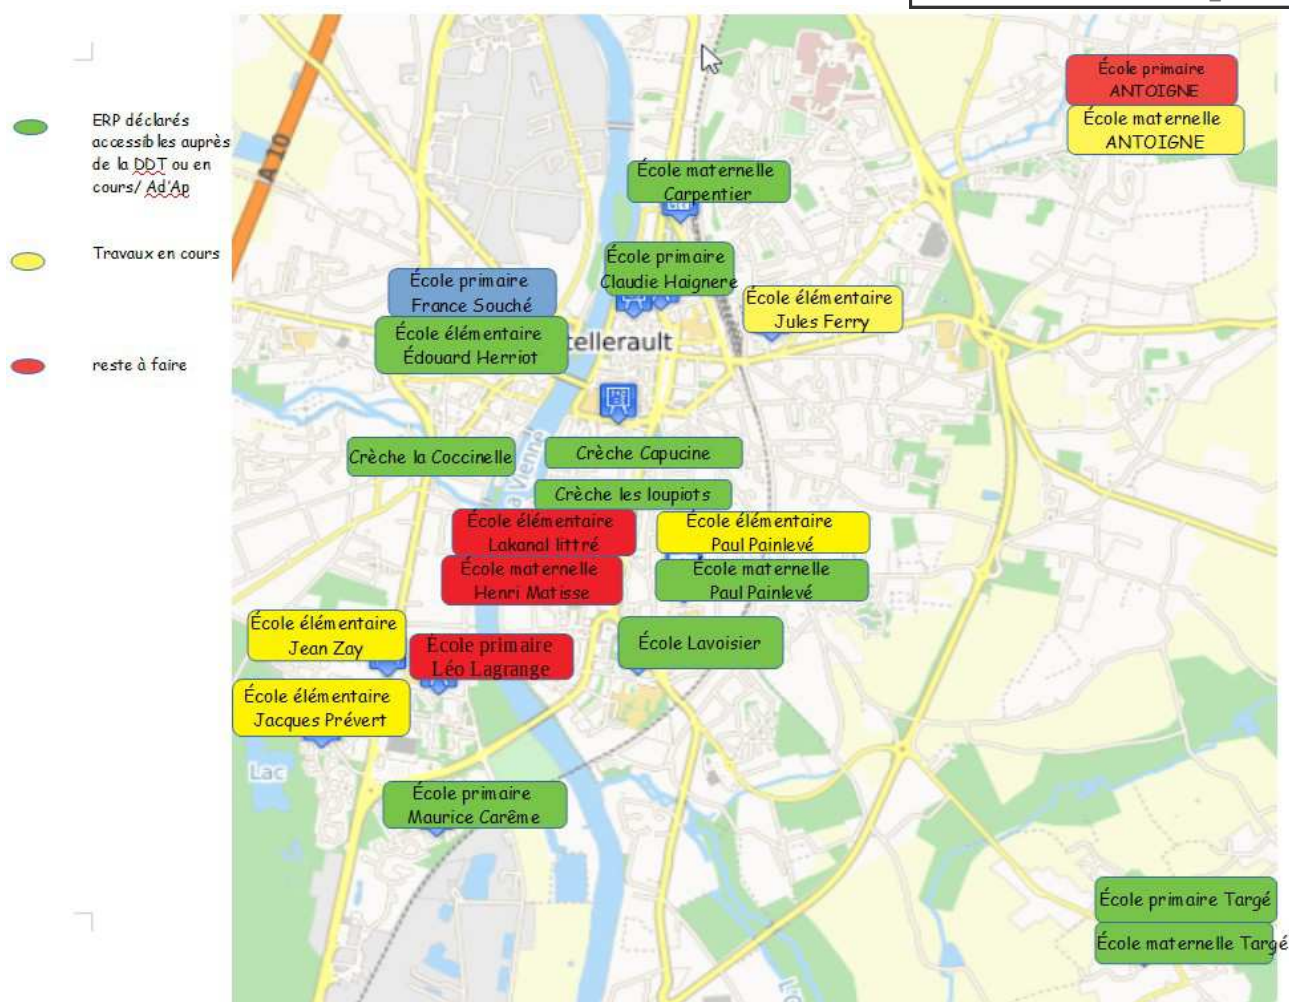 ERP déclarés
accessibles auprès
de la DDT ou en
cours/ Ad'Ap
Travaux en cours
reste à faire
A 10
École primaire
ANTOIGNE
École maternelle
ANTOIGNE
École maternelle
Carpentier
École primaire
Claudie Haignere
École primaire
France Souché
École élémentaire
Jules Ferry
École élémentaire
Édouard Herriot
tellerault
Crèche la Coccinelle
Crèche Capucine
a Vienne
Crèche les loupiots
École élémentaire
Lakanal littré
École élémentaire
Paul Painlevé
École maternelle
Henri Matisse
École maternelle
Paul Painlevé
École élémentaire
Jean Zay
École primaire
Léo Lagrange
École Lavoisier
École élémentaire
Jacques Prévert
Lac
École primaire
Maurice Carême
École primaire Targé
École maternelle Targé